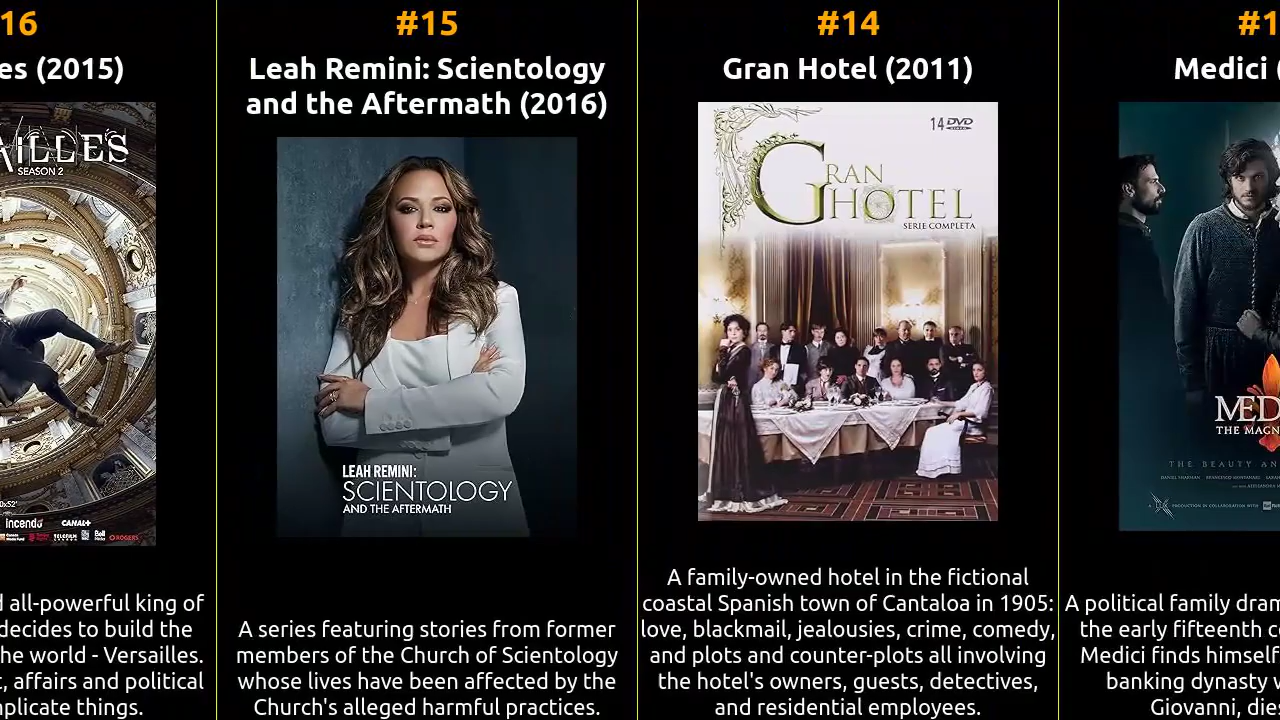 16
es (2015)
AILLES
SEASON 2
incendo CANAL+
ROGERS
d all-powerful king of
decides to build the
he world - Versailles.
t, affairs and political
mplicate things.
#15
Leah Remini: Scientology
and the Aftermath (2016)
LEAH REMINI:
SCIENTOLOGY
AND THE AFTERMATH
A series featuring stories from former
members of the Church of Scientology
whose lives have been affected by the
Church's alleged harmful practices.
#14
Gran Hotel (2011)
14 DVD
VIDEO
GRAN
HOTEL
SERIE COMPLETA
A family-owned hotel in the fictional
coastal Spanish town of Cantaloa in 1905:
love, blackmail, jealousies, crime, comedy,
and plots and counter-plots all involving
the hotel's owners, guests, detectives,
and residential employees.
#1
Medici (
MED
THE MAGN
THE BEAUTY AN
A political family dram
the early fifteenth c
Medici finds himself
banking dynasty w
Giovanni, dies